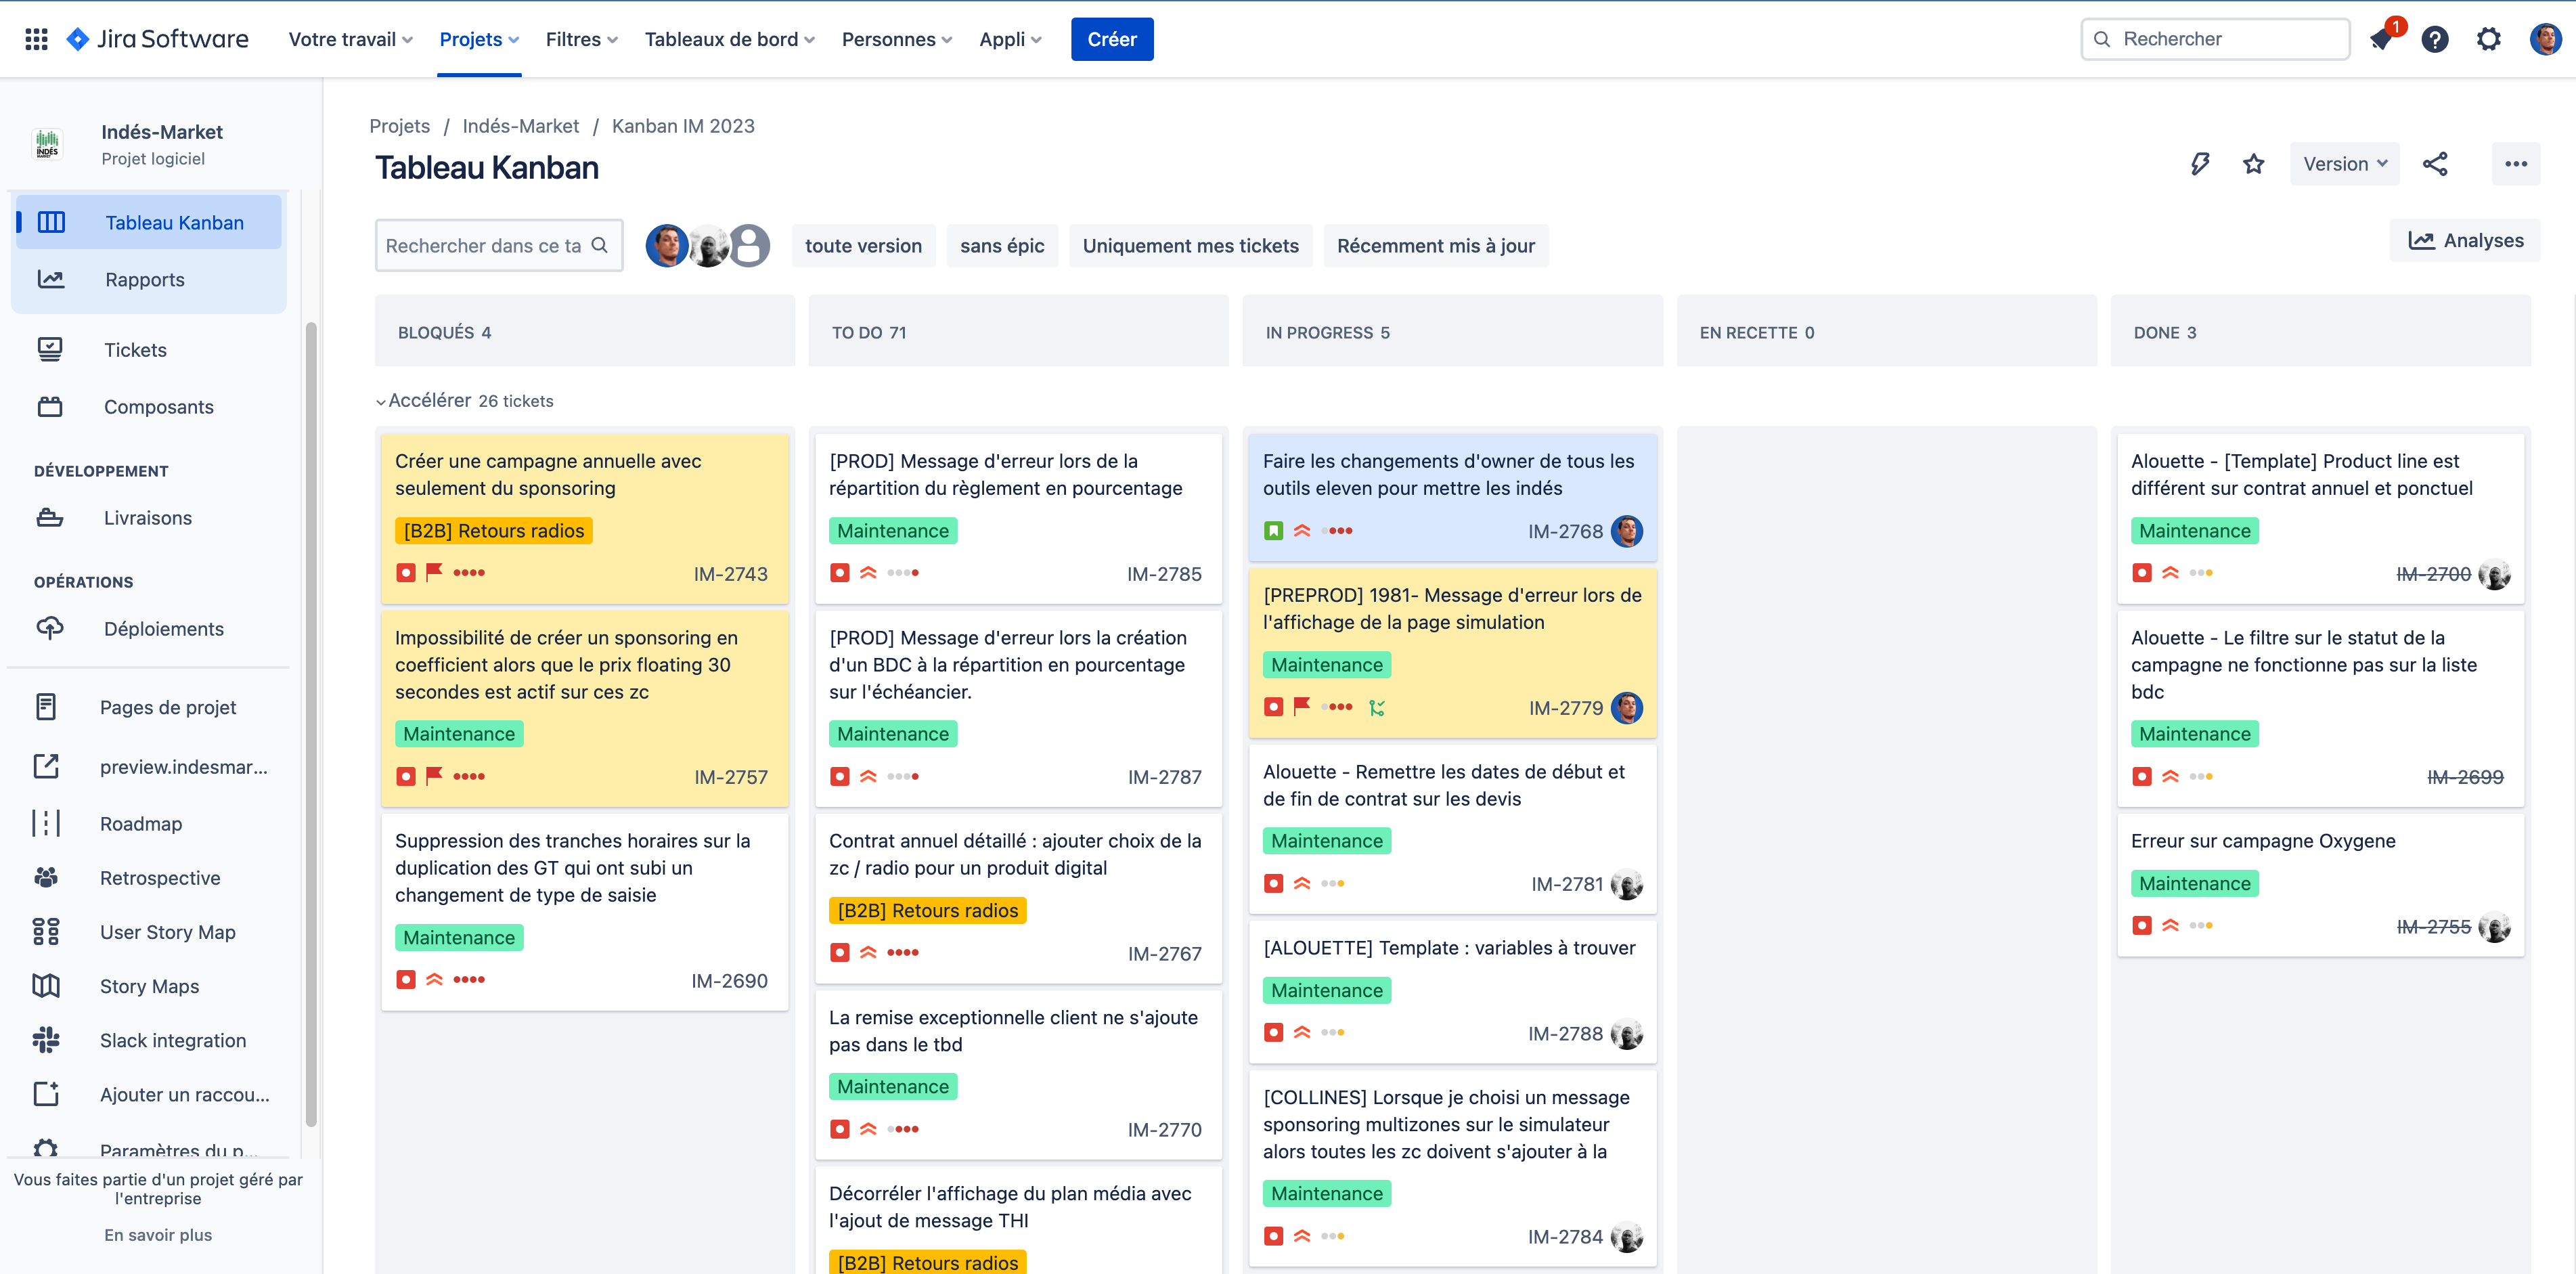 Jira Software
Votre travail
Projets
Filtres
Tableaux de bord
Personnes
Appli
Créer
Rechercher
1
Indés-Market
Projet logiciel
Tableau Kanban
Rapports
Tickets
Composants
DÉVELOPPEMENT
Livraisons
OPÉRATIONS
Déploiements
Pages de projet
preview.indesmar...
Roadmap
Retrospective
User Story Map
Story Maps
Slack integration
Ajouter un raccou...
Paramètres du p...
Vous faites partie d'un projet géré par
l'entreprise
En savoir plus
Projets / Indés-Market / Kanban IM 2023
Tableau Kanban
Version
Rechercher dans ce ta
toute version
sans épic
Uniquement mes tickets
Récemment mis à jour
Analyses
BLOQUÉS 4
TO DO 71
IN PROGRESS 5
EN RECETTE 0
DONE 3
Accélérer 26 tickets
Créer une campagne annuelle avec
seulement du sponsoring
[B2B] Retours radios
IM-2743
Impossibilité de créer un sponsoring en
coefficient alors que le prix floating 30
secondes est actif sur ces zc
Maintenance
IM-2757
Suppression des tranches horaires sur la
duplication des GT qui ont subi un
changement de type de saisie
Maintenance
IM-2690
[PROD] Message d'erreur lors de la
répartition du règlement en pourcentage
Maintenance
IM-2785
[PROD] Message d'erreur lors la création
d'un BDC à la répartition en pourcentage
sur l'échéancier.
Maintenance
IM-2787
Contrat annuel détaillé : ajouter choix de la
zc / radio pour un produit digital
[B2B] Retours radios
IM-2767
La remise exceptionnelle client ne s'ajoute
pas dans le tbd
Maintenance
IM-2770
Décorréler l'affichage du plan média avec
l'ajout de message THI
[B2B] Retours radios
Faire les changements d'owner de tous les
outils eleven pour mettre les indés
IM-2768
[PREPROD] 1981- Message d'erreur lors de
l'affichage de la page simulation
Maintenance
IM-2779
Alouette - Remettre les dates de début et
de fin de contrat sur les devis
Maintenance
IM-2781
[ALOUETTE] Template : variables à trouver
Maintenance
IM-2788
[COLLINES] Lorsque je choisi un message
sponsoring multizones sur le simulateur
alors toutes les zc doivent s'ajouter à la
Maintenance
IM-2784
Alouette - [Template] Product line est
différent sur contrat annuel et ponctuel
Maintenance
IM-2700
Alouette - Le filtre sur le statut de la
campagne ne fonctionne pas sur la liste
bdc
Maintenance
IM-2699
Erreur sur campagne Oxygene
Maintenance
IM-2755